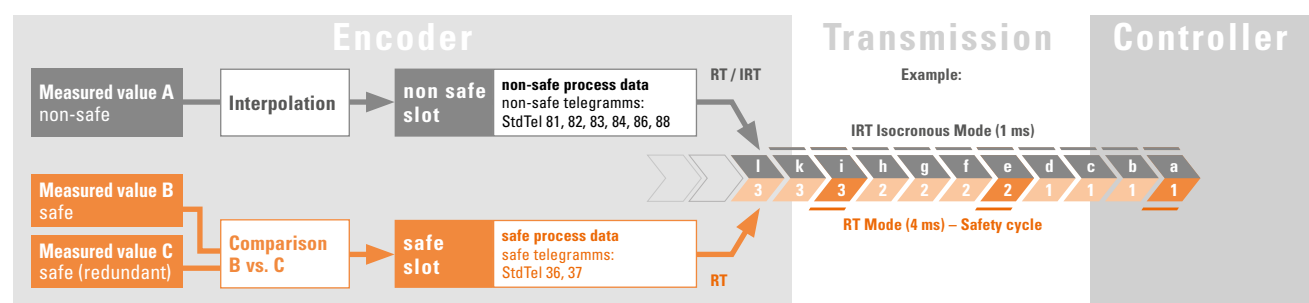 Encoder
Transmission
Controller
Measured value A
non-safe
Interpolation
non safe
slot
non-safe process data
non-safe telegramms:
StdTel 81, 82, 83, 84, 86, 88
RT / IRT
Example:
IRT Isocronous Mode (1 ms)
l k i h g f e d c b a
3 3 3 2 2 2 2 1 1 1 1
RT Mode (4 ms) – Safety cycle
Measured value B
safe
Measured value C
safe (redundant)
Comparison
B vs. C
safe
slot
safe process data
safe telegramms:
StdTel 36, 37
RT